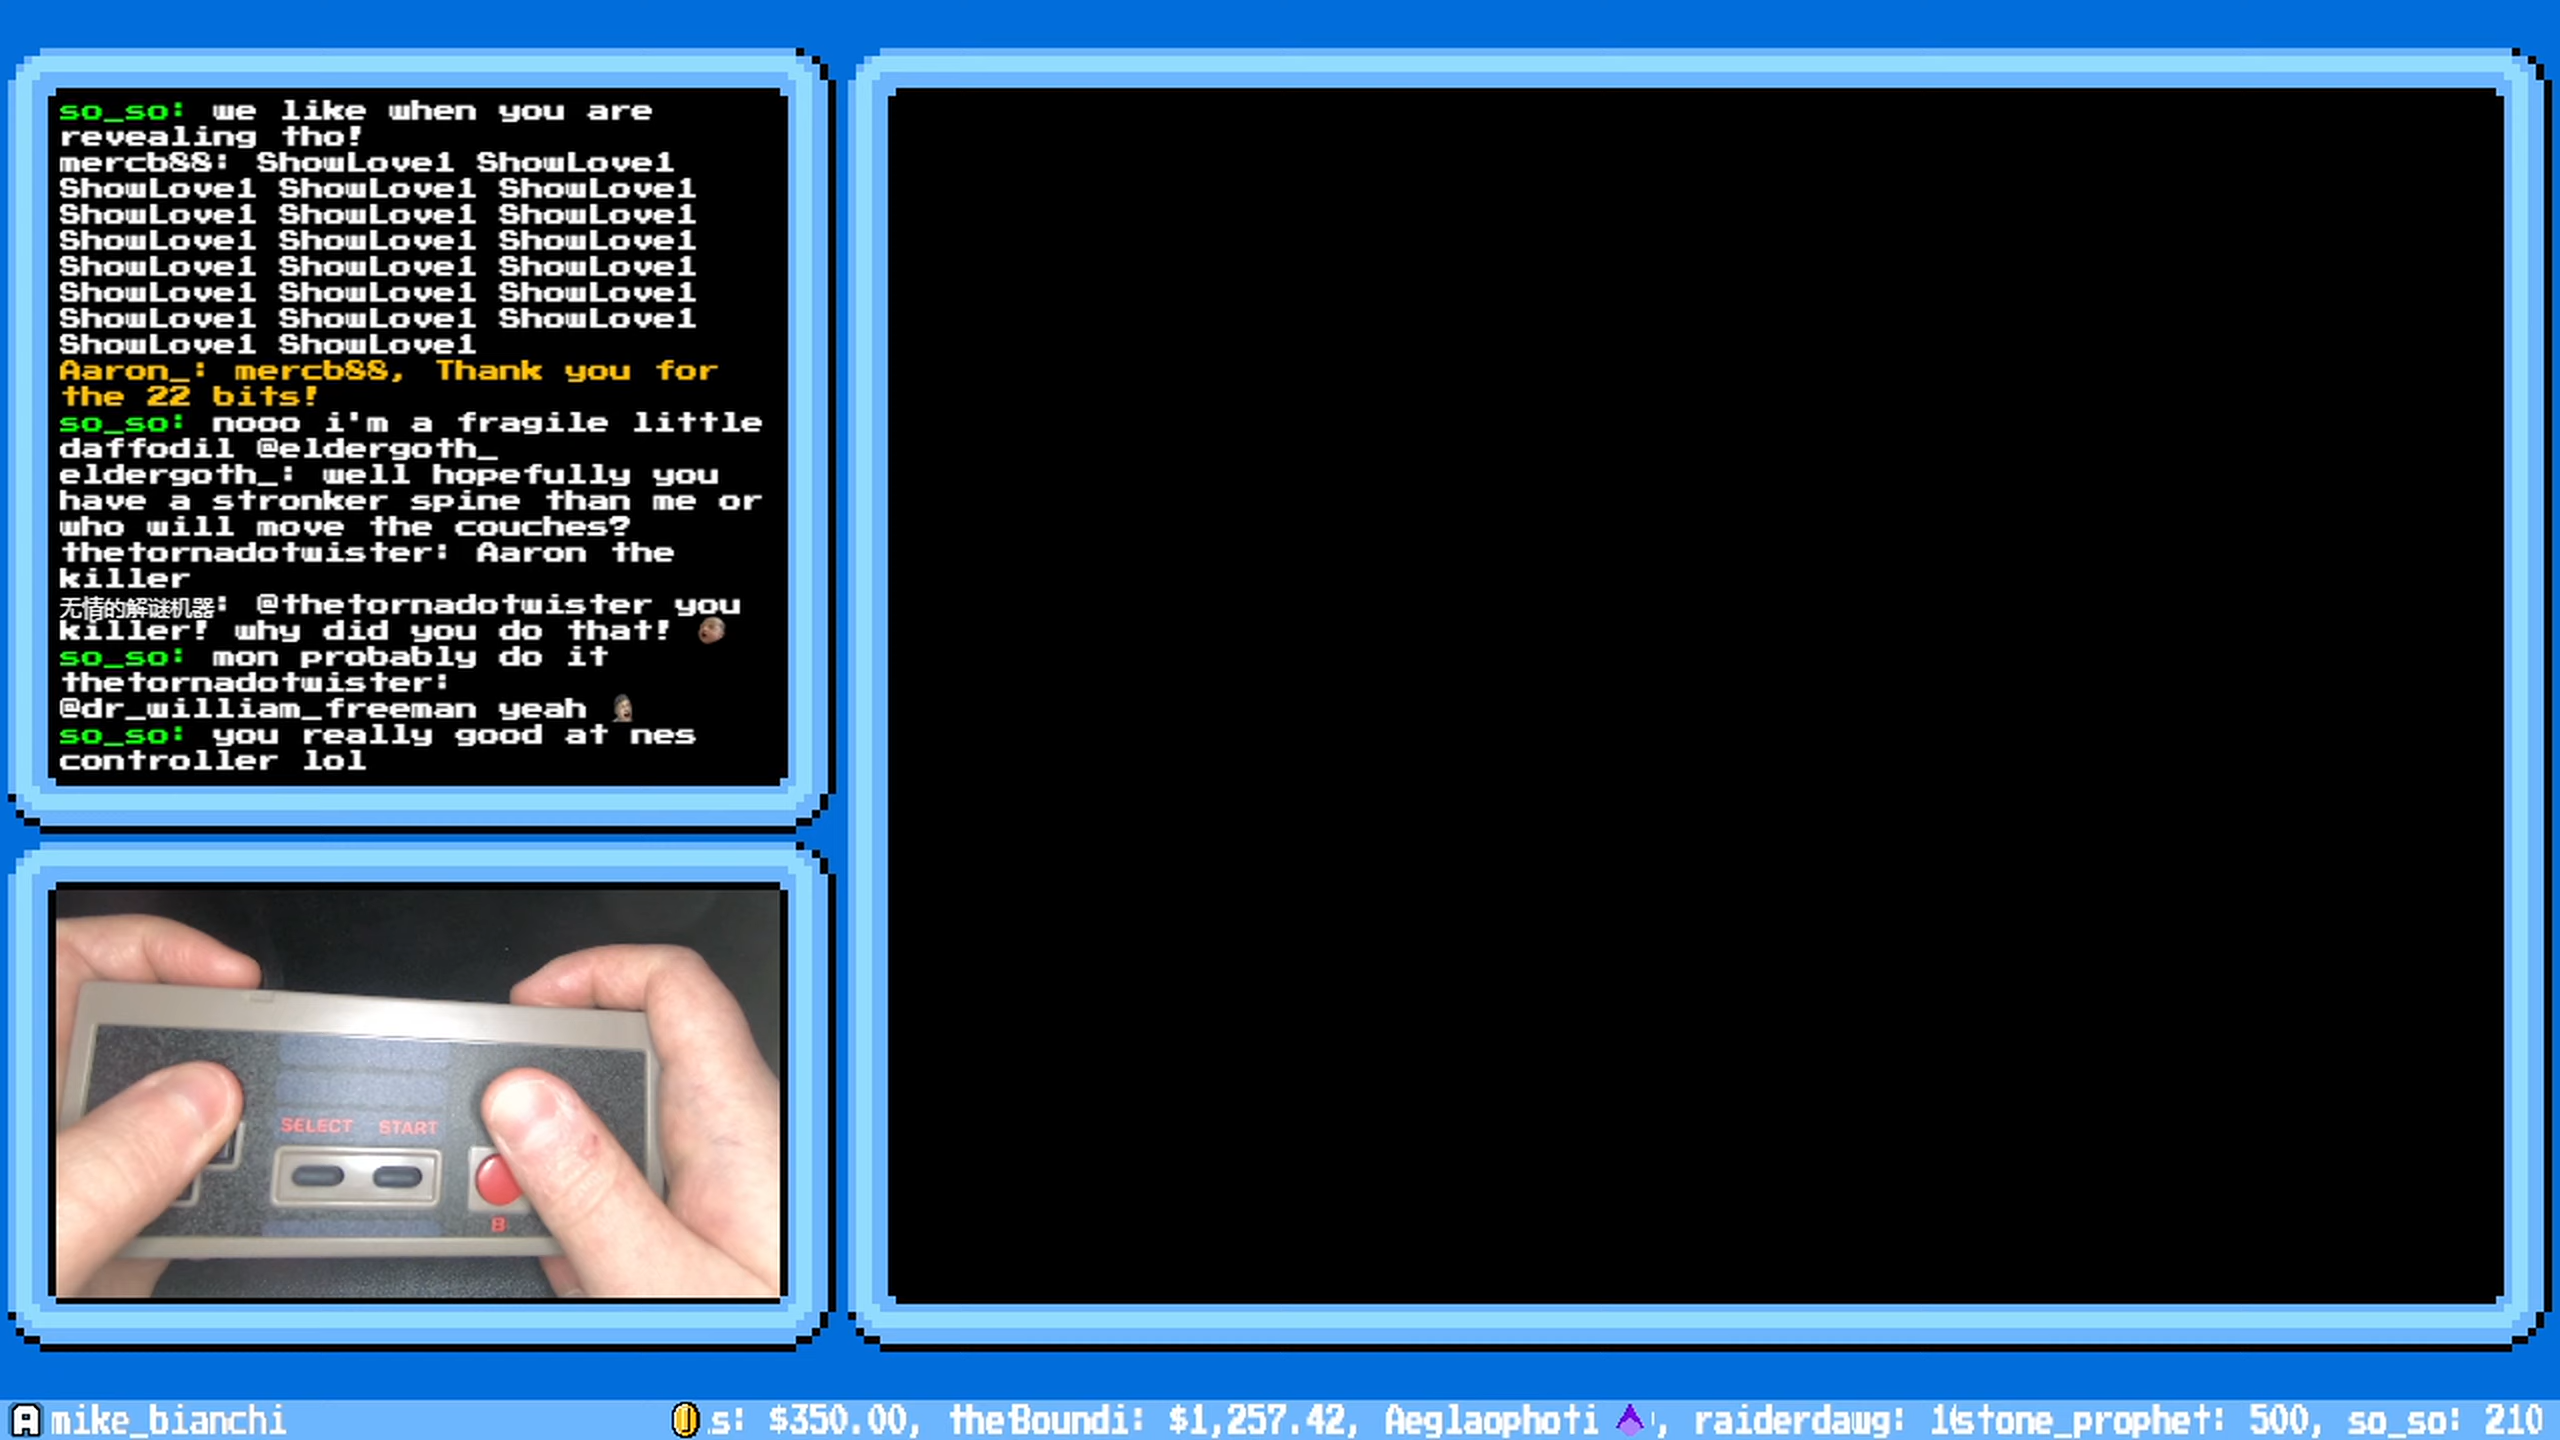 so_so: we like when you are
revealing tho!
mercb88: ShowLove1 ShowLove1
ShowLove1 ShowLove1 ShowLove1
ShowLove1 ShowLove1 ShowLove1
ShowLove1 ShowLove1 ShowLove1
ShowLove1 ShowLove1 ShowLove1
ShowLove1 ShowLove1 ShowLove1
ShowLove1 ShowLove1 ShowLove1
ShowLove1 ShowLove1
Aaron_: mercb88, Thank you for
the 22 bits!
so_so: nooo i'm a fragile little
daffodil @eldergoth_
eldergoth_: well hopefully you
have a stronker spine than me or
who will move the couches?
thetornadotwister: Aaron the
killer
无情的解谜机器: @thetornadotwister you
killer! why did you do that!
so_so: mon probably do it
thetornadotwister:
@dr_william_freeman yeah
so_so: you really good at nes
controller lol
SELECT START
B
A mike_bianchi
s: $350.00, theBoundi: $1,257.42, Aeglaophoti , raiderdawg: 1 stone_prophet: 500, so_so: 210